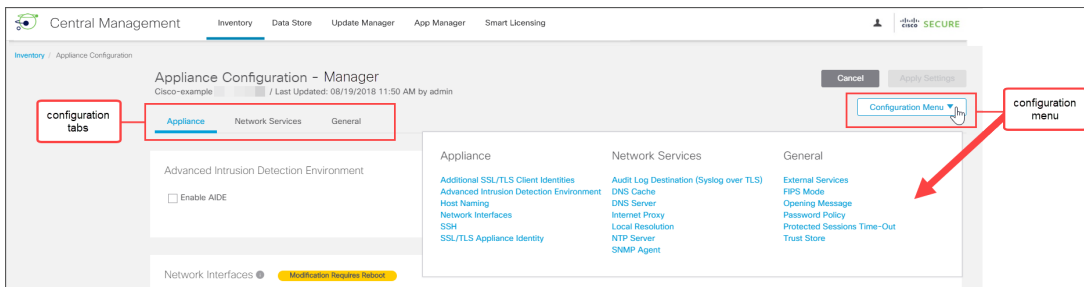 Central Management Inventory Data Store Update Manager App Manager Smart Licensing cisco SECURE
Inventory / Appliance Configuration
Appliance Configuration - Manager
Cancel Apply Settings
Cisco-example / Last Updated: 08/19/2018 11:50 AM by admin
configuration tabs
Appliance Network Services General
Configuration Menu
configuration menu
Advanced Intrusion Detection Environment
Enable AIDE
Appliance
Additional SSL/TLS Client Identities
Advanced Intrusion Detection Environment
Host Naming
Network Interfaces
SSH
SSL/TLS Appliance Identity
Network Services
Audit Log Destination (Syslog over TLS)
DNS Cache
DNS Server
Internet Proxy
Local Resolution
NTP Server
SNMP Agent
General
External Services
FIPS Mode
Opening Message
Password Policy
Protected Sessions Time-Out
Trust Store
Network Interfaces Modification Requires Reboot